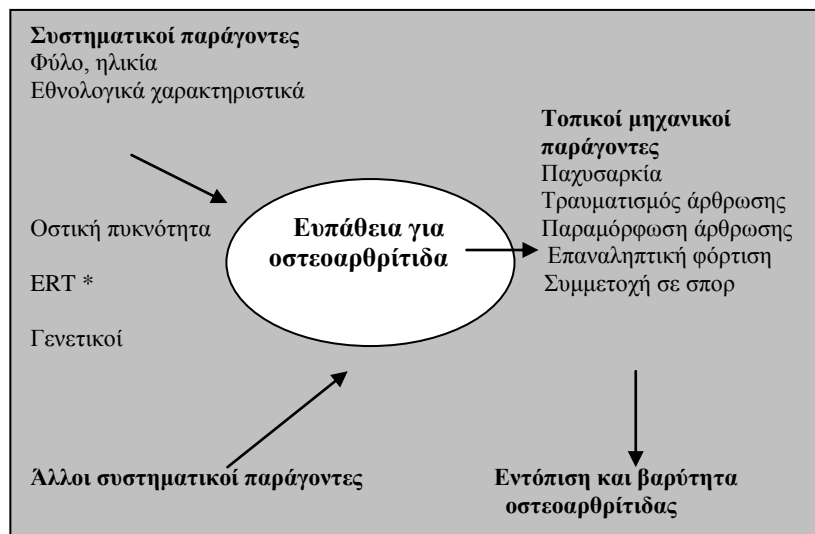 Συστηματικοί παράγοντες
Φύλο, ηλικία
Εθνολογικά χαρακτηριστικά
Οστική πυκνότητα
ERT *
Γενετικοί
Άλλοι συστηματικοί παράγοντες
Ευπάθεια για
οστεοαρθρίτιδα
Τοπικοί μηχανικοί
παράγοντες
Παχυσαρκία
Τραυματισμός άρθρωσης
Παραμόρφωση άρθρωσης
Επαναληπτική φόρτιση
Συμμετοχή σε σπορ
Εντόπιση και βαρύτητα
οστεοαρθρίτιδας